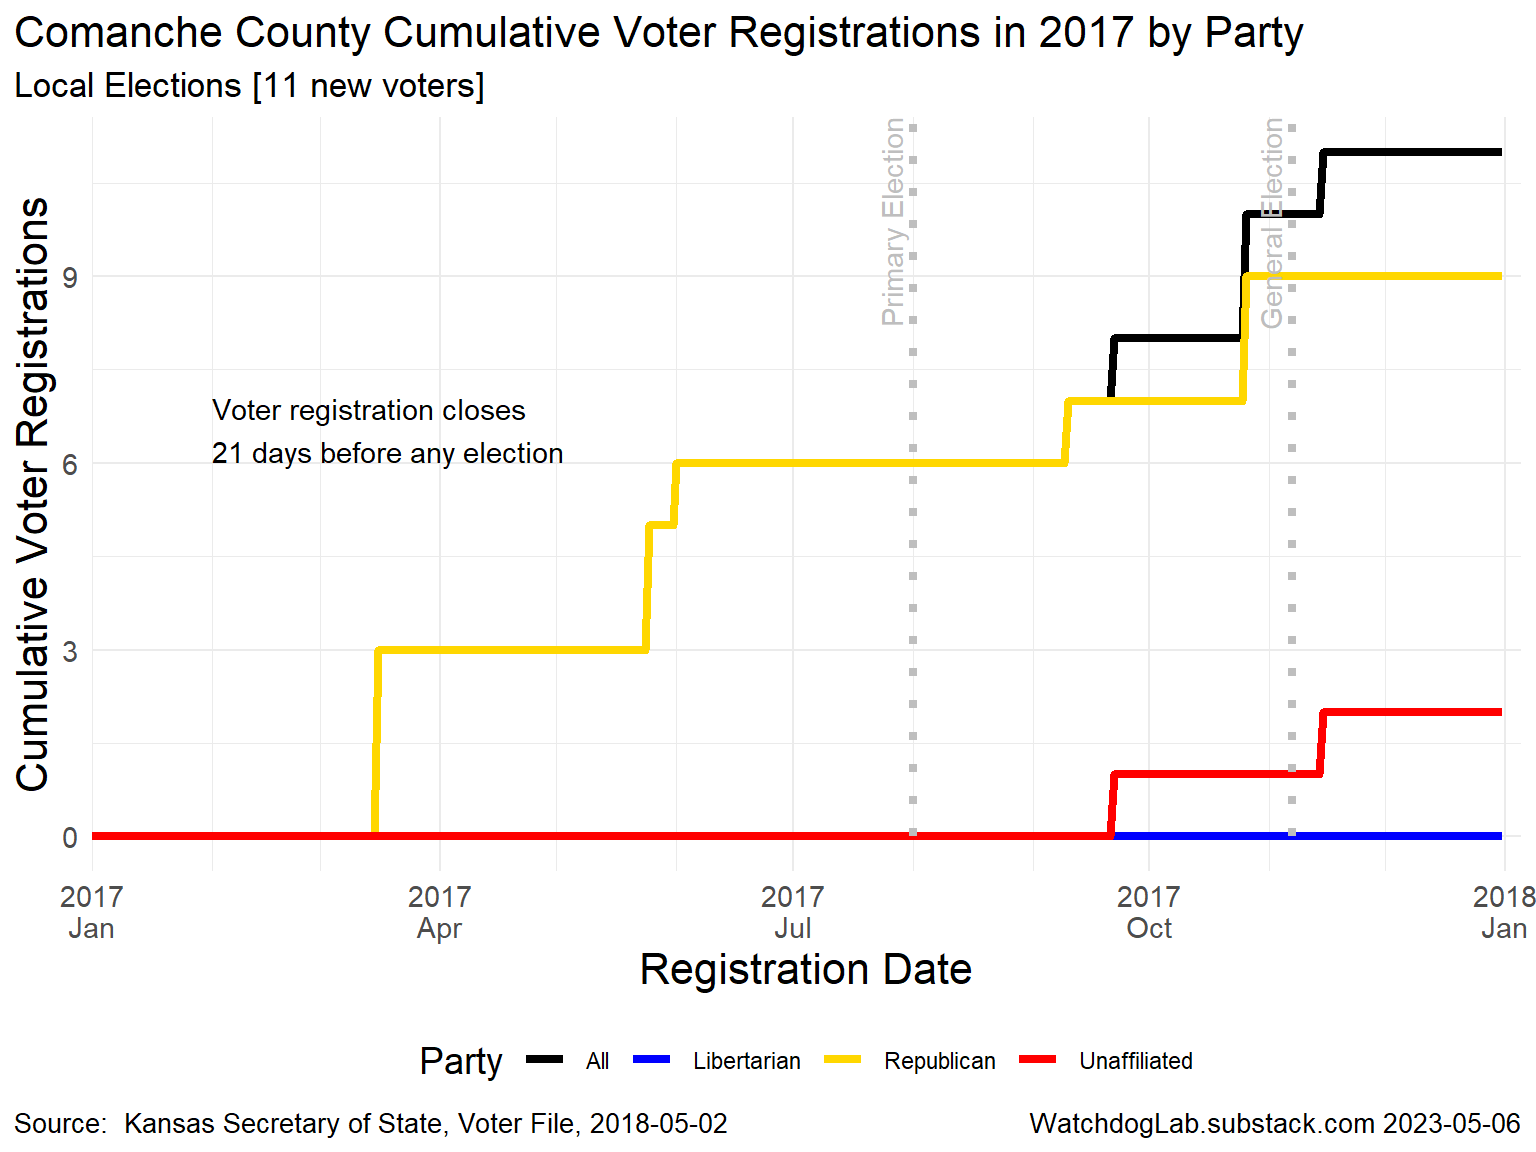 Comanche County Cumulative Voter Registrations in 2017 by Party
Local Elections [11 new voters]
Cumulative Voter Registrations
9
6
3
0
Primary Election
General Election
Voter registration closes
21 days before any election
2017 2017 2017 2017 2018
Jan Apr Jul Oct Jan
Registration Date
Party All Libertarian Republican Unaffiliated
Source:  Kansas Secretary of State, Voter File, 2018-05-02
WatchdogLab.substack.com 2023-05-06